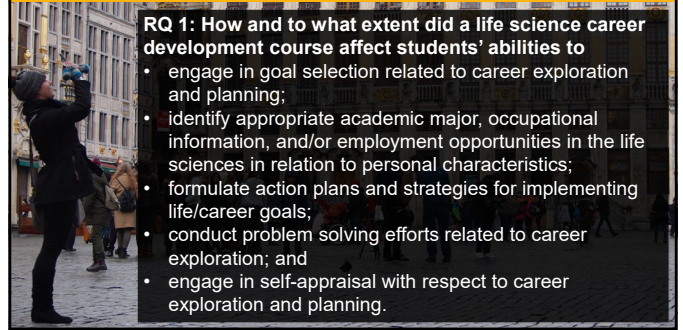 RQ 1: How and to what extent did a life science career
development course affect students' abilities to
• engage in goal selection related to career exploration
and planning;
• identify appropriate academic major, occupational
information, and/or employment opportunities in the life
sciences in relation to personal characteristics;
• formulate action plans and strategies for implementing
life/career goals;
• conduct problem solving efforts related to career
exploration; and
• engage in self-appraisal with respect to career
exploration and planning.